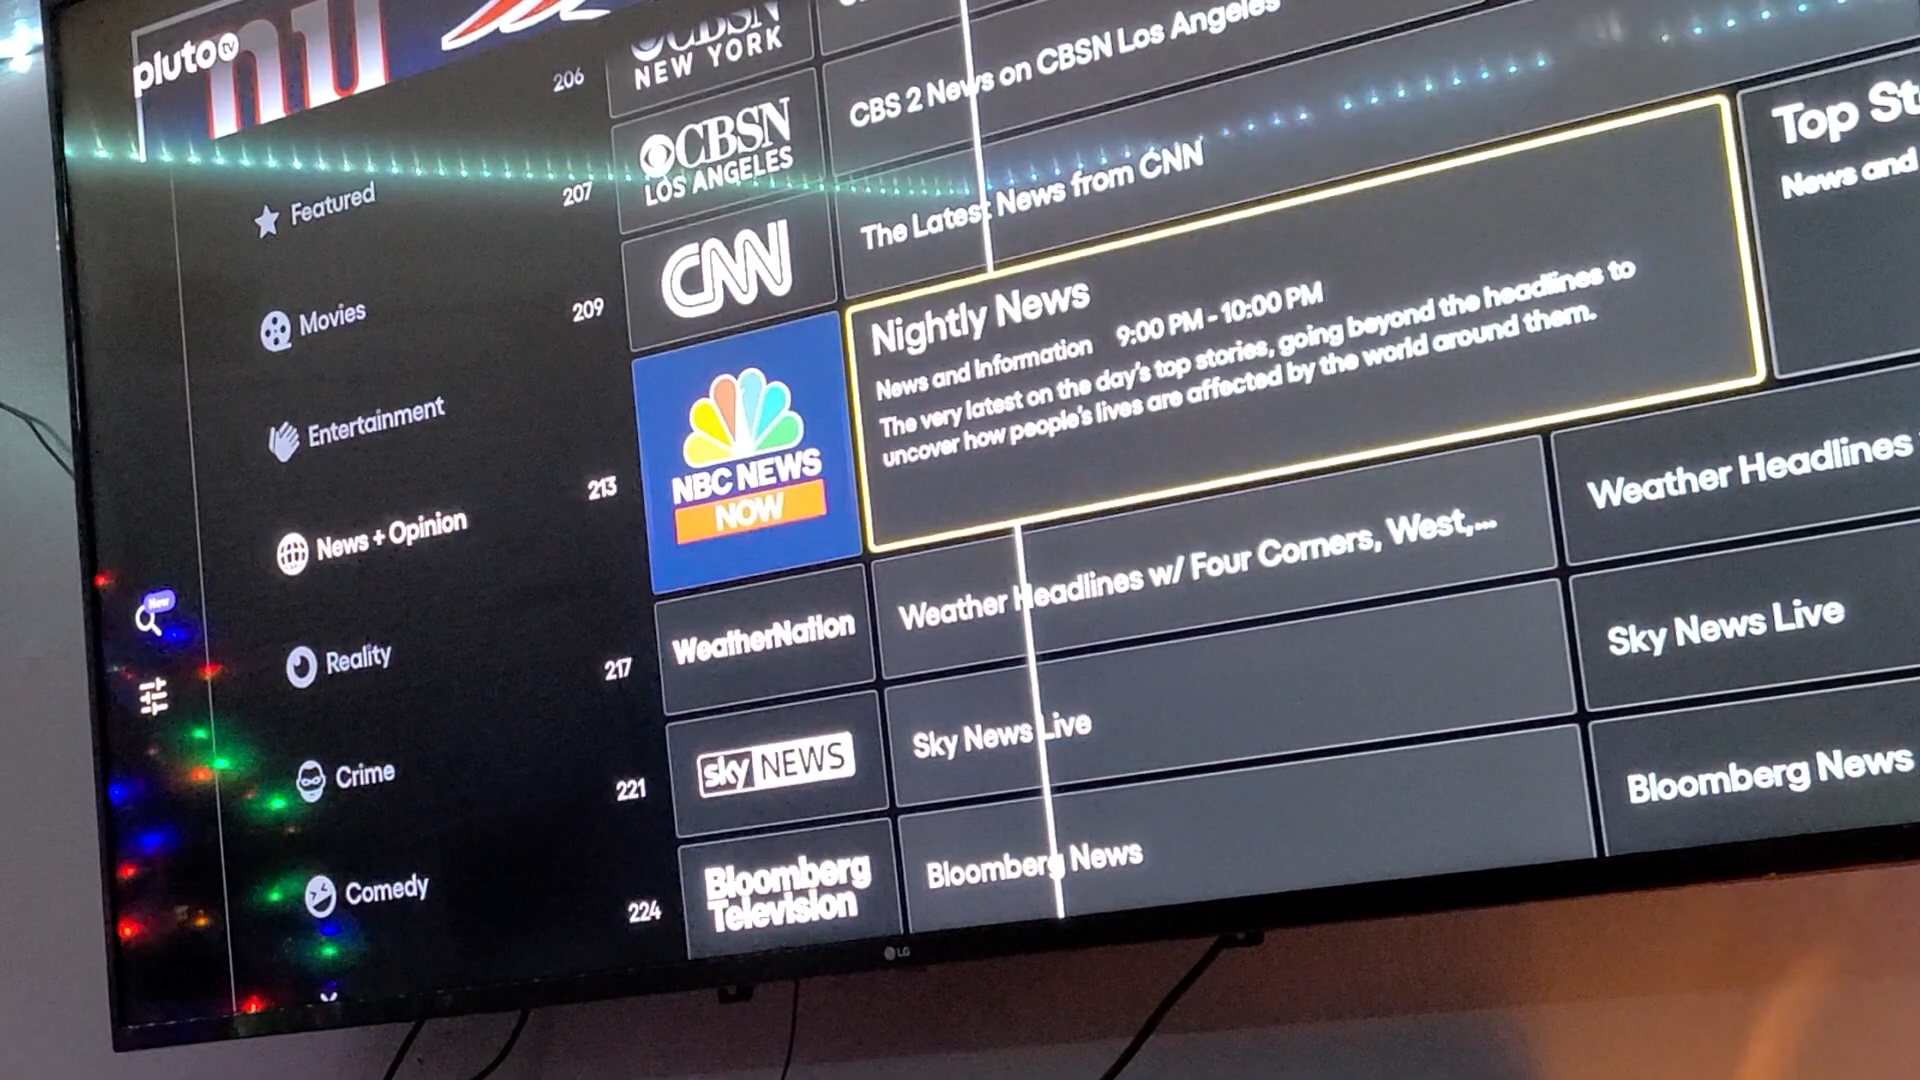 pluto tv
nu
Featured
Movies
Entertainment
News + Opinion
Reality
Crime
Comedy
New
206
CBSN
NEW YORK
207
CBSN
LOS ANGELES
CBS 2 News on CBSN Los Angeles
209
CNN
The Latest News from CNN
213
NBC NEWS
NOW
Nightly News
News and Information 9:00 PM - 10:00 PM
The very latest on the day's top stories, going beyond the headlines to
uncover how people's lives are affected by the world around them.
Top St
News and
217
WeatherNation
Weather Headlines w/ Four Corners, West,...
Weather Headlines
221
sky NEWS
Sky News Live
Sky News Live
224
Bloomberg
Television
Bloomberg News
Bloomberg News
LG